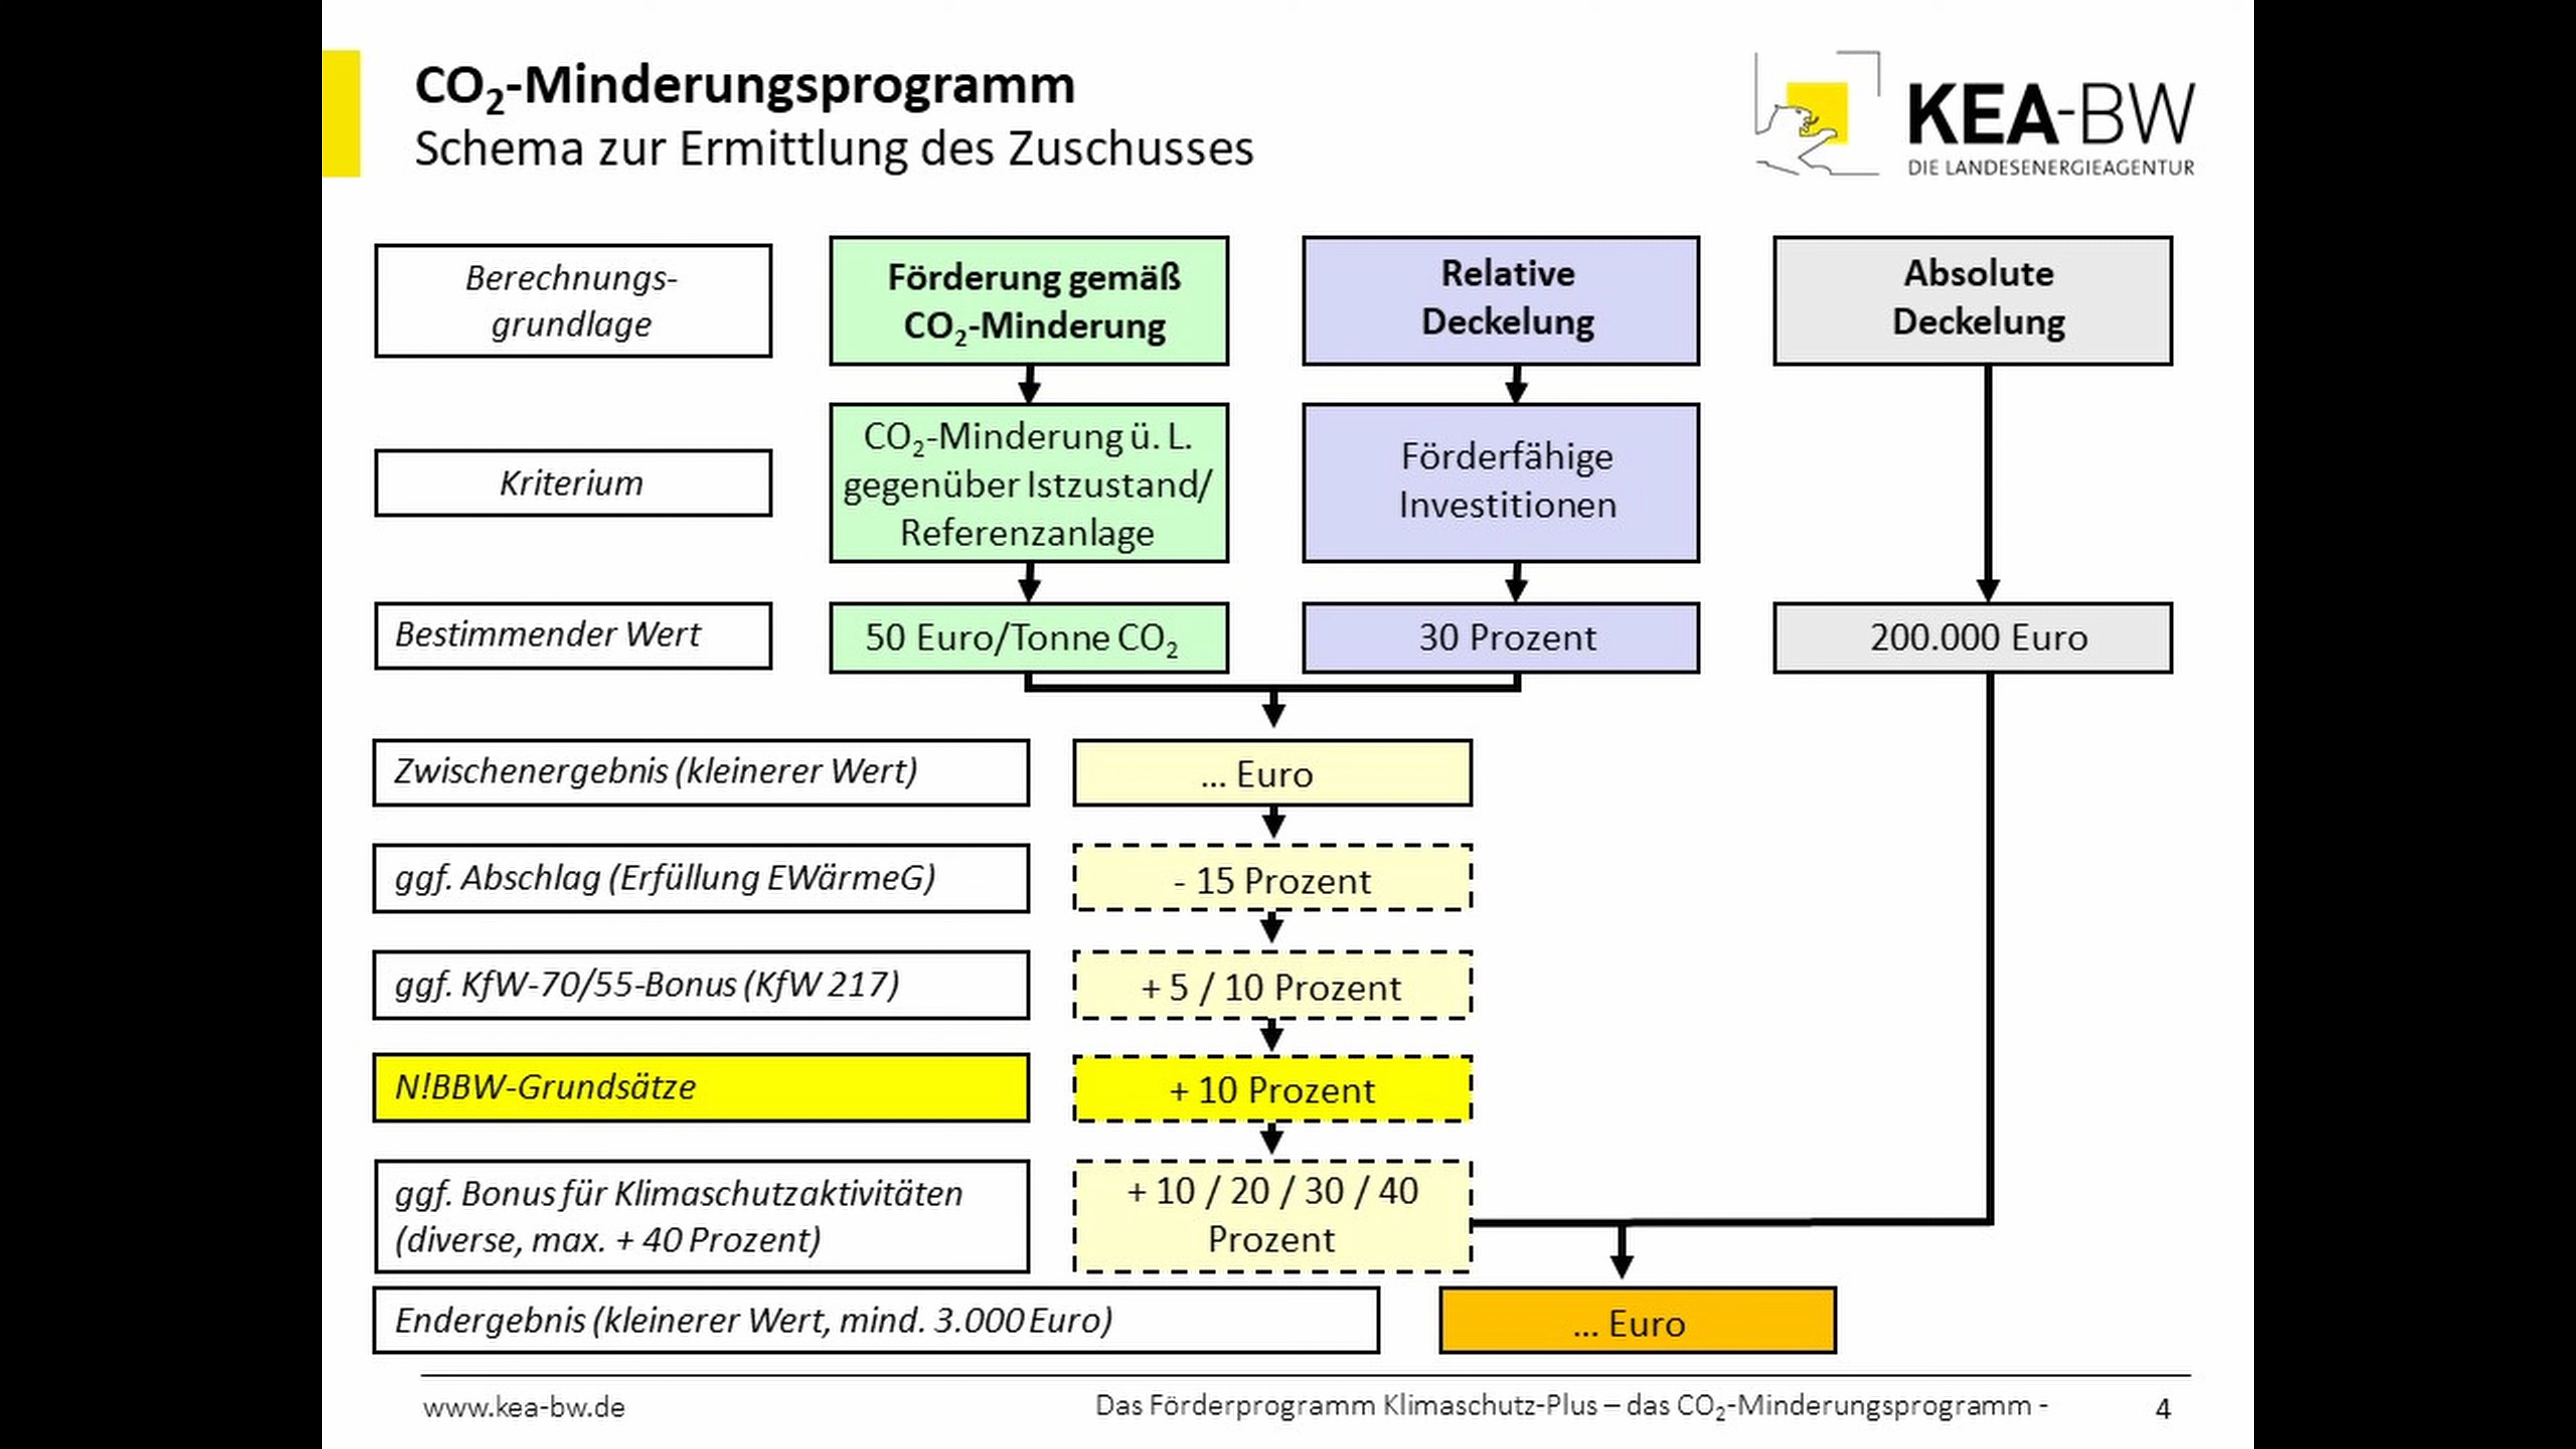 CO₂-Minderungsprogramm
Schema zur Ermittlung des Zuschusses
KEA-BW
DIE LANDESENERGIEAGENTUR
Berechnungs-
grundlage
Förderung gemäß
CO₂-Minderung
Relative
Deckelung
Absolute
Deckelung
Kriterium
CO₂-Minderung ü. L.
gegenüber Istzustand/
Referenzanlage
Förderfähige
Investitionen
Bestimmender Wert
50 Euro/Tonne CO₂
30 Prozent
200.000 Euro
Zwischenergebnis (kleinerer Wert)
... Euro
ggf. Abschlag (Erfüllung EWärmeG)
- 15 Prozent
ggf. KfW-70/55-Bonus (KfW 217)
+ 5 / 10 Prozent
N!BBW-Grundsätze
+ 10 Prozent
ggf. Bonus für Klimaschutzaktivitäten
(diverse, max. + 40 Prozent)
+ 10 / 20 / 30 / 40
Prozent
Endergebnis (kleinerer Wert, mind. 3.000 Euro)
... Euro
www.kea-bw.de
Das Förderprogramm Klimaschutz-Plus – das CO₂-Minderungsprogramm -
4